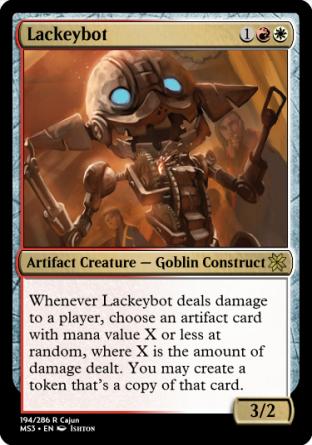 Lackeybot 1
Artifact Creature — Goblin Construct
Whenever Lackeybot deals damage
to a player, choose an artifact card
with mana value X or less at
random, where X is the amount of
damage dealt. You may create a
token that's a copy of that card.
3/2
194/286 R Cajun
MS3 • EN Ishton